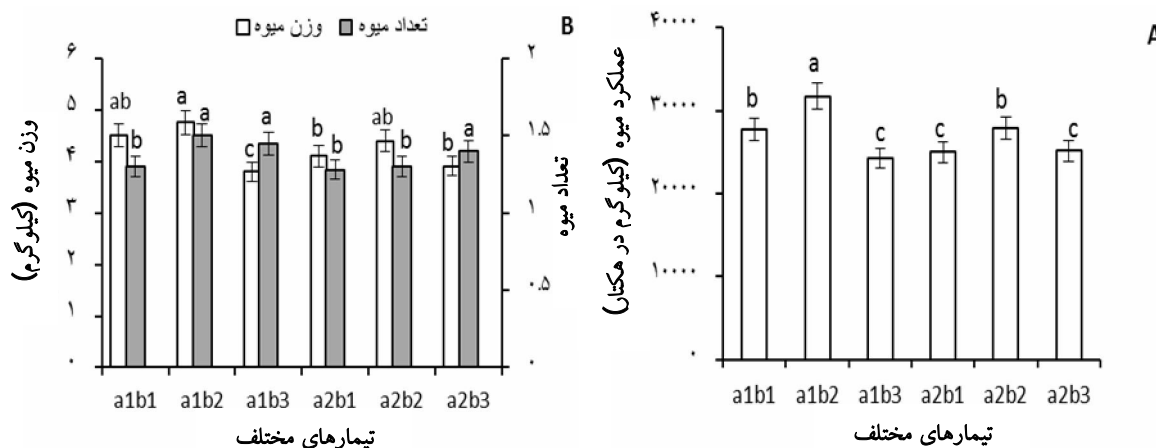 وزن میوه تعداد میوه
B
۶
۵
۴
۳
۲
۱
۰
وزن میوه (کیلوگرم)
ab b a a c a b b ab b b a
۲
۱.۵
۱
۰.۵
۰
تعداد میوه
a1b1 a1b2 a1b3 a2b1 a2b2 a2b3
تیمارهای مختلف
A
۴۰۰۰۰
۳۰۰۰۰
۲۰۰۰۰
۱۰۰۰۰
۰
عملکرد میوه (کیلوگرم در هکتار)
b a c c b c
a1b1 a1b2 a1b3 a2b1 a2b2 a2b3
تیمارهای مختلف